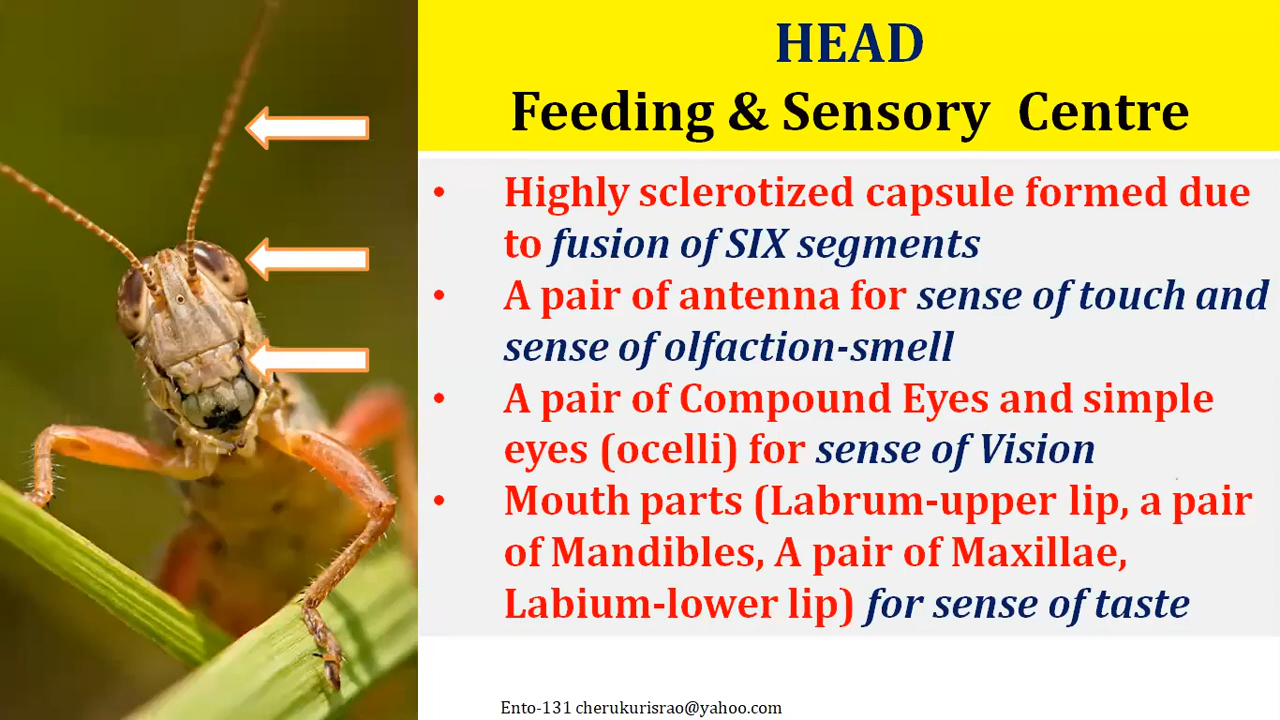 HEAD
Feeding & Sensory Centre
• Highly sclerotized capsule formed due
to fusion of SIX segments
• A pair of antenna for sense of touch and
sense of olfaction-smell
• A pair of Compound Eyes and simple
eyes (ocelli) for sense of Vision
• Mouth parts (Labrum-upper lip, a pair
of Mandibles, A pair of Maxillae,
Labium-lower lip) for sense of taste
Ento-131 cherukurisrao@yahoo.com